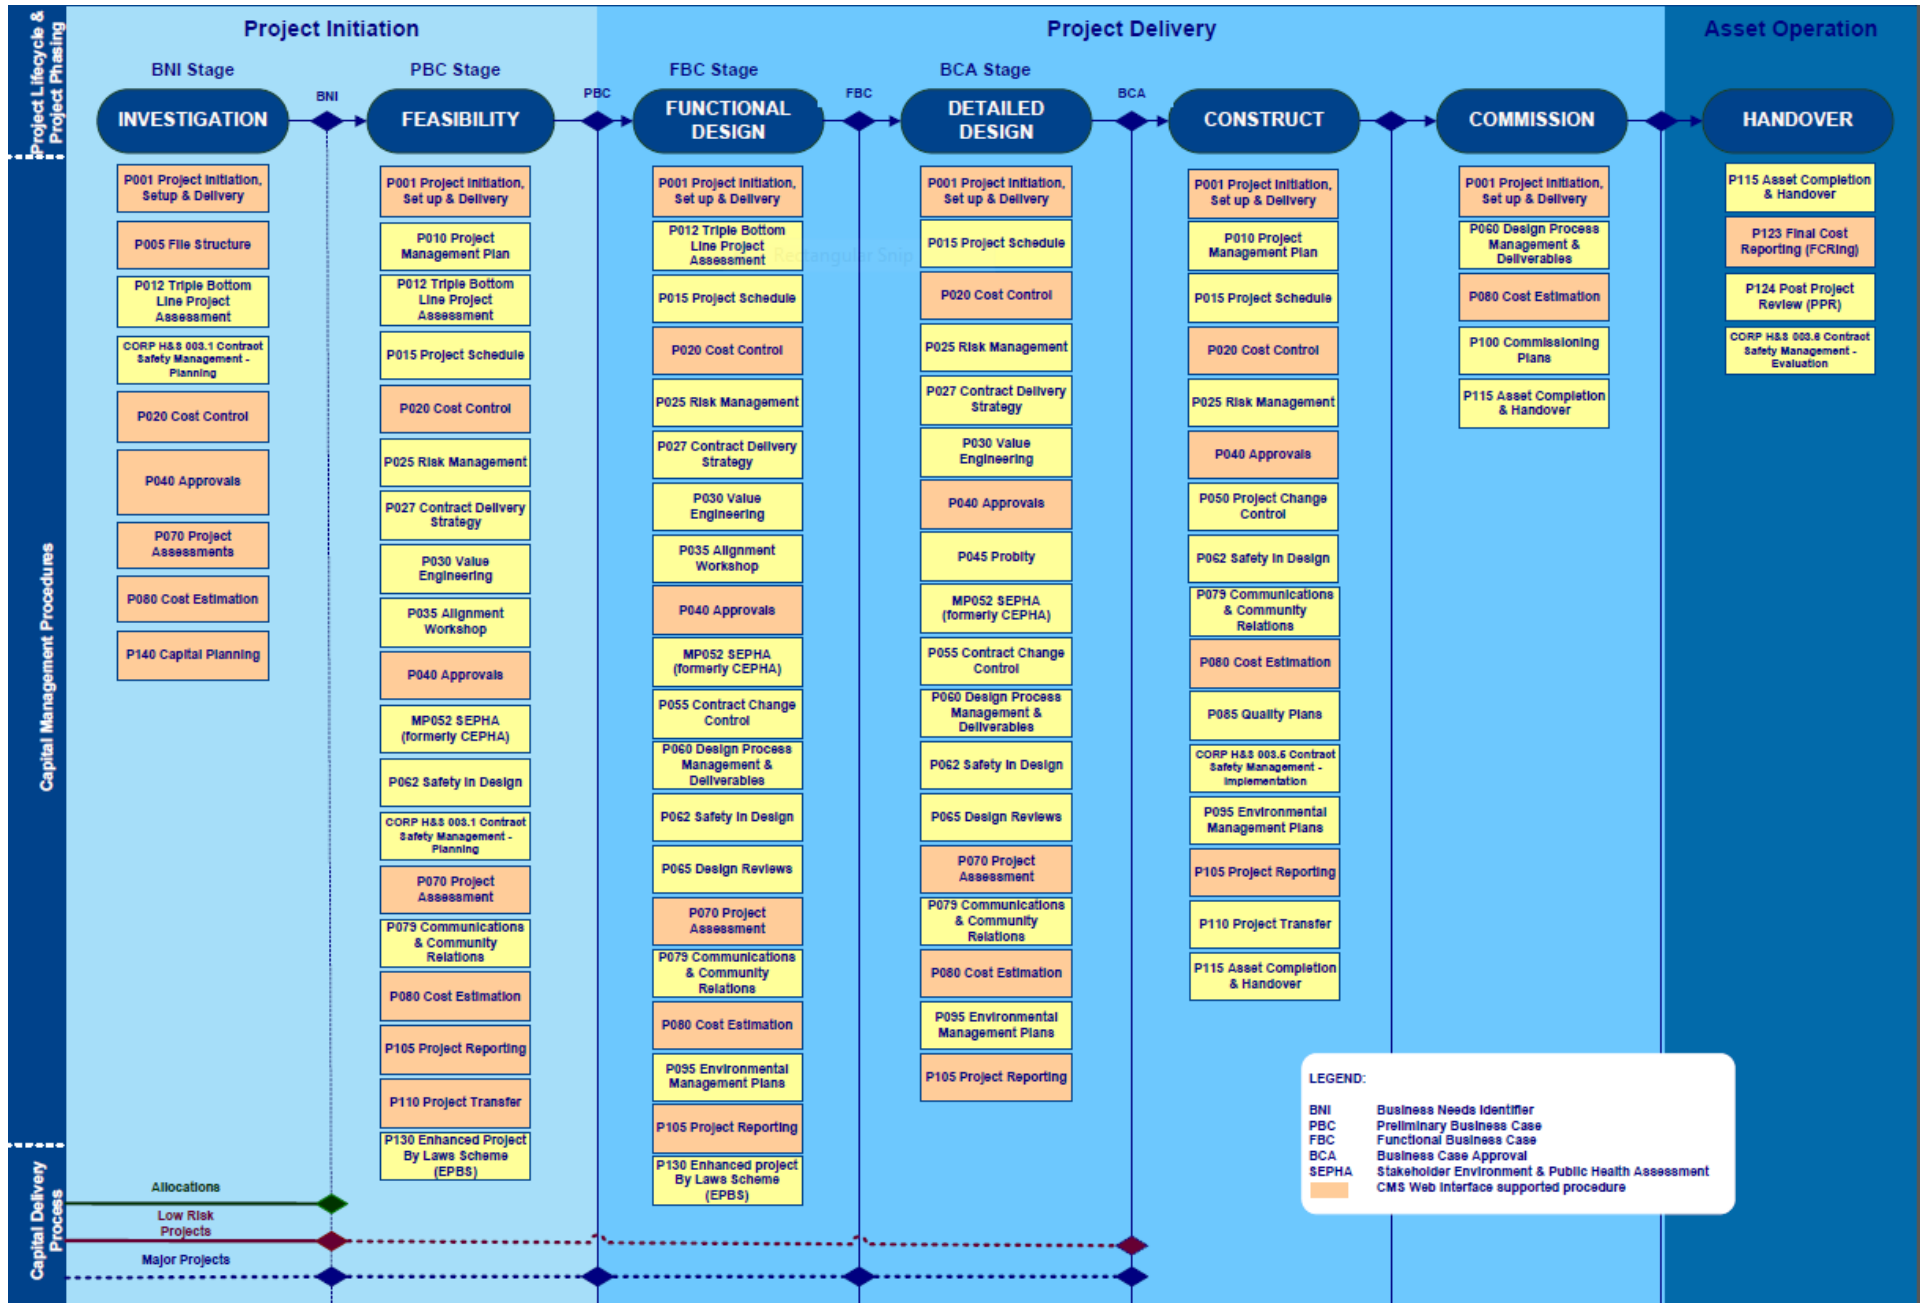 Project Lifecycle &
Project Phasing
Project Initiation
Project Delivery
Asset Operation
BNI Stage
PBC Stage
FBC Stage
BCA Stage
INVESTIGATION
BNI
FEASIBILITY
PBC
FUNCTIONAL
DESIGN
FBC
DETAILED
DESIGN
BCA
CONSTRUCT
COMMISSION
HANDOVER
Capital Management Procedures
P001 Project Initiation,
Setup & Delivery
P005 File Structure
P012 Triple Bottom
Line Project
Assessment
CORP H&S 003.1 Contract
Safety Management -
Planning
P020 Cost Control
P040 Approvals
P070 Project
Assessments
P080 Cost Estimation
P140 Capital Planning
P001 Project Initiation,
Set up & Delivery
P010 Project
Management Plan
P012 Triple Bottom
Line Project
Assessment
P015 Project Schedule
P020 Cost Control
P025 Risk Management
P027 Contract Delivery
Strategy
P030 Value
Engineering
P035 Alignment
Workshop
P040 Approvals
MP052 SEPHA
(formerly CEPHA)
P062 Safety In Design
CORP H&S 003.1 Contract
Safety Management -
Planning
P070 Project
Assessment
P079 Communications
& Community
Relations
P080 Cost Estimation
P105 Project Reporting
P110 Project Transfer
P130 Enhanced Project
By Laws Scheme
(EPBS)
P001 Project Initiation,
Set up & Delivery
P012 Triple Bottom
Line Project
Assessment
P015 Project Schedule
P020 Cost Control
P025 Risk Management
P027 Contract Delivery
Strategy
P030 Value
Engineering
P035 Alignment
Workshop
P040 Approvals
MP052 SEPHA
(formerly CEPHA)
P055 Contract Change
Control
P060 Design Process
Management &
Deliverables
P062 Safety In Design
P065 Design Reviews
P070 Project
Assessment
P079 Communications
& Community
Relations
P080 Cost Estimation
P095 Environmental
Management Plans
P105 Project Reporting
P130 Enhanced project
By Laws Scheme
(EPBS)
Rectangular Snip
P001 Project Initiation,
Set up & Delivery
P015 Project Schedule
P020 Cost Control
P025 Risk Management
P027 Contract Delivery
Strategy
P030 Value
Engineering
P040 Approvals
P045 Probity
MP052 SEPHA
(formerly CEPHA)
P055 Contract Change
Control
P060 Design Process
Management &
Deliverables
P062 Safety In Design
P065 Design Reviews
P070 Project
Assessment
P079 Communications
& Community
Relations
P080 Cost Estimation
P095 Environmental
Management Plans
P105 Project Reporting
P001 Project Initiation,
Set up & Delivery
P010 Project
Management Plan
P015 Project Schedule
P020 Cost Control
P025 Risk Management
P040 Approvals
P050 Project Change
Control
P062 Safety In Design
P079 Communications
& Community
Relations
P080 Cost Estimation
P085 Quality Plans
CORP H&S 003.5 Contract
Safety Management -
Implementation
P095 Environmental
Management Plans
P105 Project Reporting
P110 Project Transfer
P115 Asset Completion
& Handover
P001 Project Initiation,
Set up & Delivery
P060 Design Process
Management &
Deliverables
P080 Cost Estimation
P100 Commissioning
Plans
P115 Asset Completion
& Handover
P115 Asset Completion
& Handover
P123 Final Cost
Reporting (FCRing)
P124 Post Project
Review (PPR)
CORP H&S 003.6 Contract
Safety Management -
Evaluation
LEGEND:
BNI Business Needs Identifier
PBC Preliminary Business Case
FBC Functional Business Case
BCA Business Case Approval
SEPHA Stakeholder Environment & Public Health Assessment
CMS Web Interface supported procedure
Capital Delivery
Process
Allocations
Low Risk
Projects
Major Projects